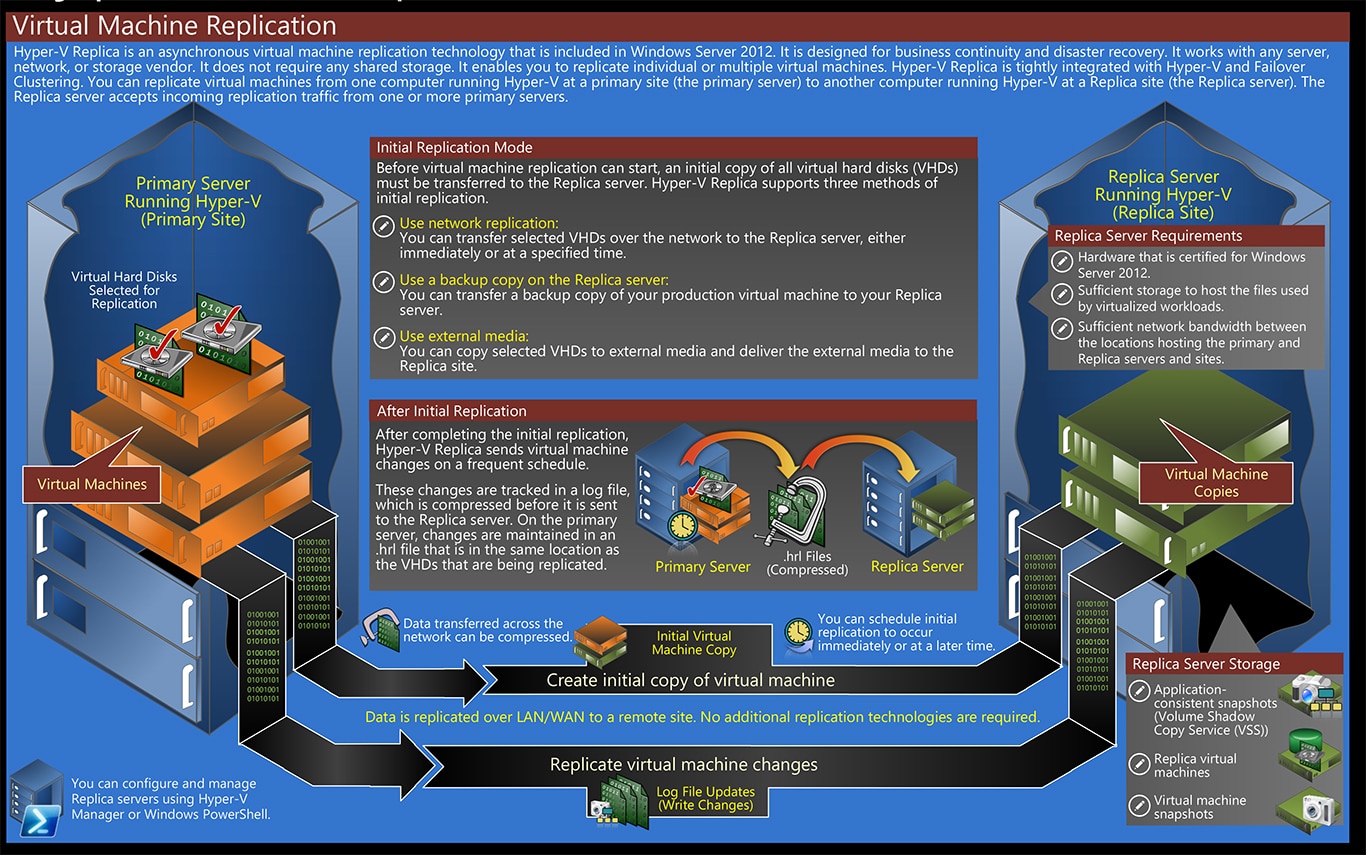 Virtual Machine Replication
Hyper-V Replica is an asynchronous virtual machine replication technology that is included in Windows Server 2012. It is designed for business continuity and disaster recovery. It works with any server,
network, or storage vendor. It does not require any shared storage. It enables you to replicate individual or multiple virtual machines. Hyper-V Replica is tightly integrated with Hyper-V and Failover
Clustering. You can replicate virtual machines from one computer running Hyper-V at a primary site (the primary server) to another computer running Hyper-V at a Replica site (the Replica server). The
Replica server accepts incoming replication traffic from one or more primary servers.
Primary Server
Running Hyper-V
(Primary Site)
Virtual Hard Disks
Selected for
Replication
Virtual Machines
Initial Replication Mode
Before virtual machine replication can start, an initial copy of all virtual hard disks (VHDs)
must be transferred to the Replica server. Hyper-V Replica supports three methods of
initial replication.
Use network replication:
You can transfer selected VHDs over the network to the Replica server, either
immediately or at a specified time.
Use a backup copy on the Replica server:
You can transfer a backup copy of your production virtual machine to your Replica
server.
Use external media:
You can copy selected VHDs to external media and deliver the external media to the
Replica site.
After Initial Replication
After completing the initial replication,
Hyper-V Replica sends virtual machine
changes on a frequent schedule.
These changes are tracked in a log file,
which is compressed before it is sent
to the Replica server. On the primary
server, changes are maintained in an
.hrl file that is in the same location as
the VHDs that are being replicated.
Primary Server
.hrl Files
(Compressed)
Replica Server
Replica Server
Running Hyper-V
(Replica Site)
Replica Server Requirements
Hardware that is certified for Windows
Server 2012.
Sufficient storage to host the files used
by virtualized workloads.
Sufficient network bandwidth between
the locations hosting the primary and
Replica servers and sites.
Virtual Machine
Copies
01001001
01010101
01001001
01010101
01001001
01010101
01001001
01010101
Data transferred across the
network can be compressed.
Initial Virtual
Machine Copy
You can schedule initial
replication to occur
immediately or at a later time.
Create initial copy of virtual machine
Data is replicated over LAN/WAN to a remote site. No additional replication technologies are required.
Replicate virtual machine changes
Log File Updates
(Write Changes)
You can configure and manage
Replica servers using Hyper-V
Manager or Windows PowerShell.
Replica Server Storage
Application-
consistent snapshots
(Volume Shadow
Copy Service (VSS))
Replica virtual
machines
Virtual machine
snapshots